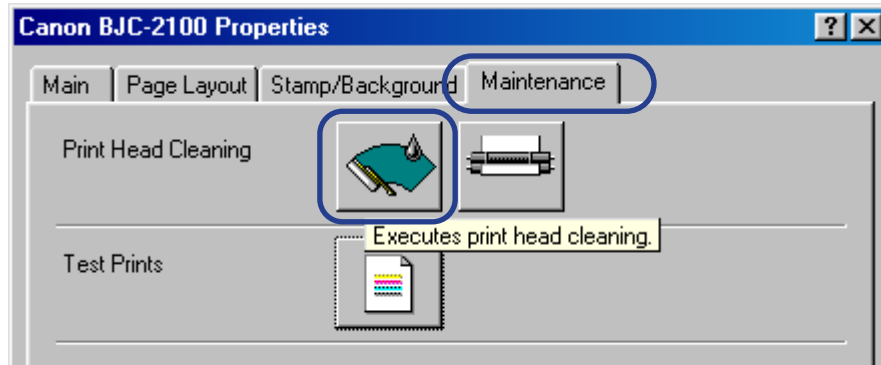 Canon BJC-2100 Properties
Main Page Layout Stamp/Background Maintenance
Print Head Cleaning
Executes print head cleaning.
Test Prints